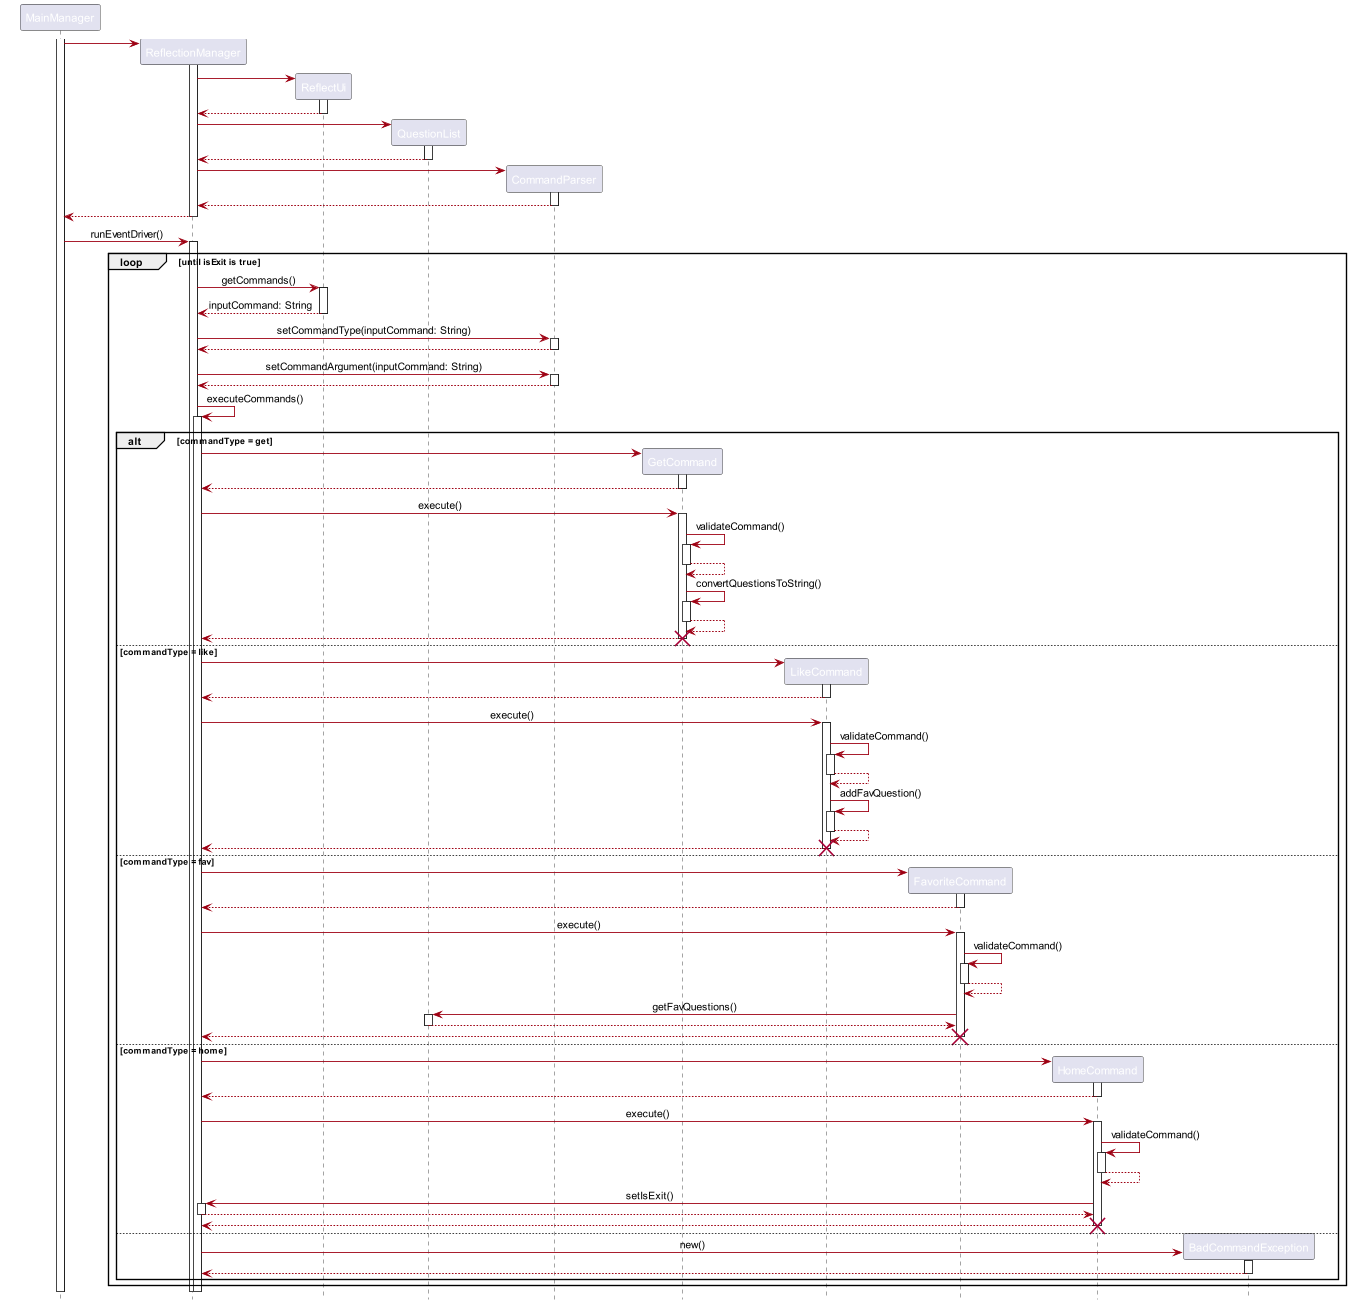 MainManager
ReflectionManager
ReflectUi
QuestionList
CommandParser
runEventDriver()
loop [until isExit is true]
getCommands()
inputCommand: String
setCommandType(inputCommand: String)
setCommandArgument(inputCommand: String)
executeCommands()
alt [commandType = get]
GetCommand
execute()
validateCommand()
convertQuestionsToString()
[commandType = like]
LikeCommand
execute()
validateCommand()
addFavQuestion()
[commandType = fav]
FavoriteCommand
execute()
validateCommand()
getFavQuestions()
[commandType = home]
HomeCommand
execute()
validateCommand()
setIsExit()
new()
BadCommandException